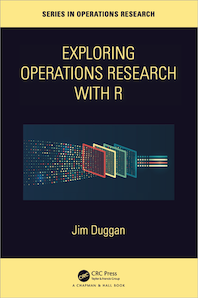 SERIES IN OPERATIONS RESEARCH
EXPLORING
OPERATIONS RESEARCH
WITH R
Jim Duggan
CRC Press
Taylor & Francis Group
A CHAPMAN & HALL BOOK